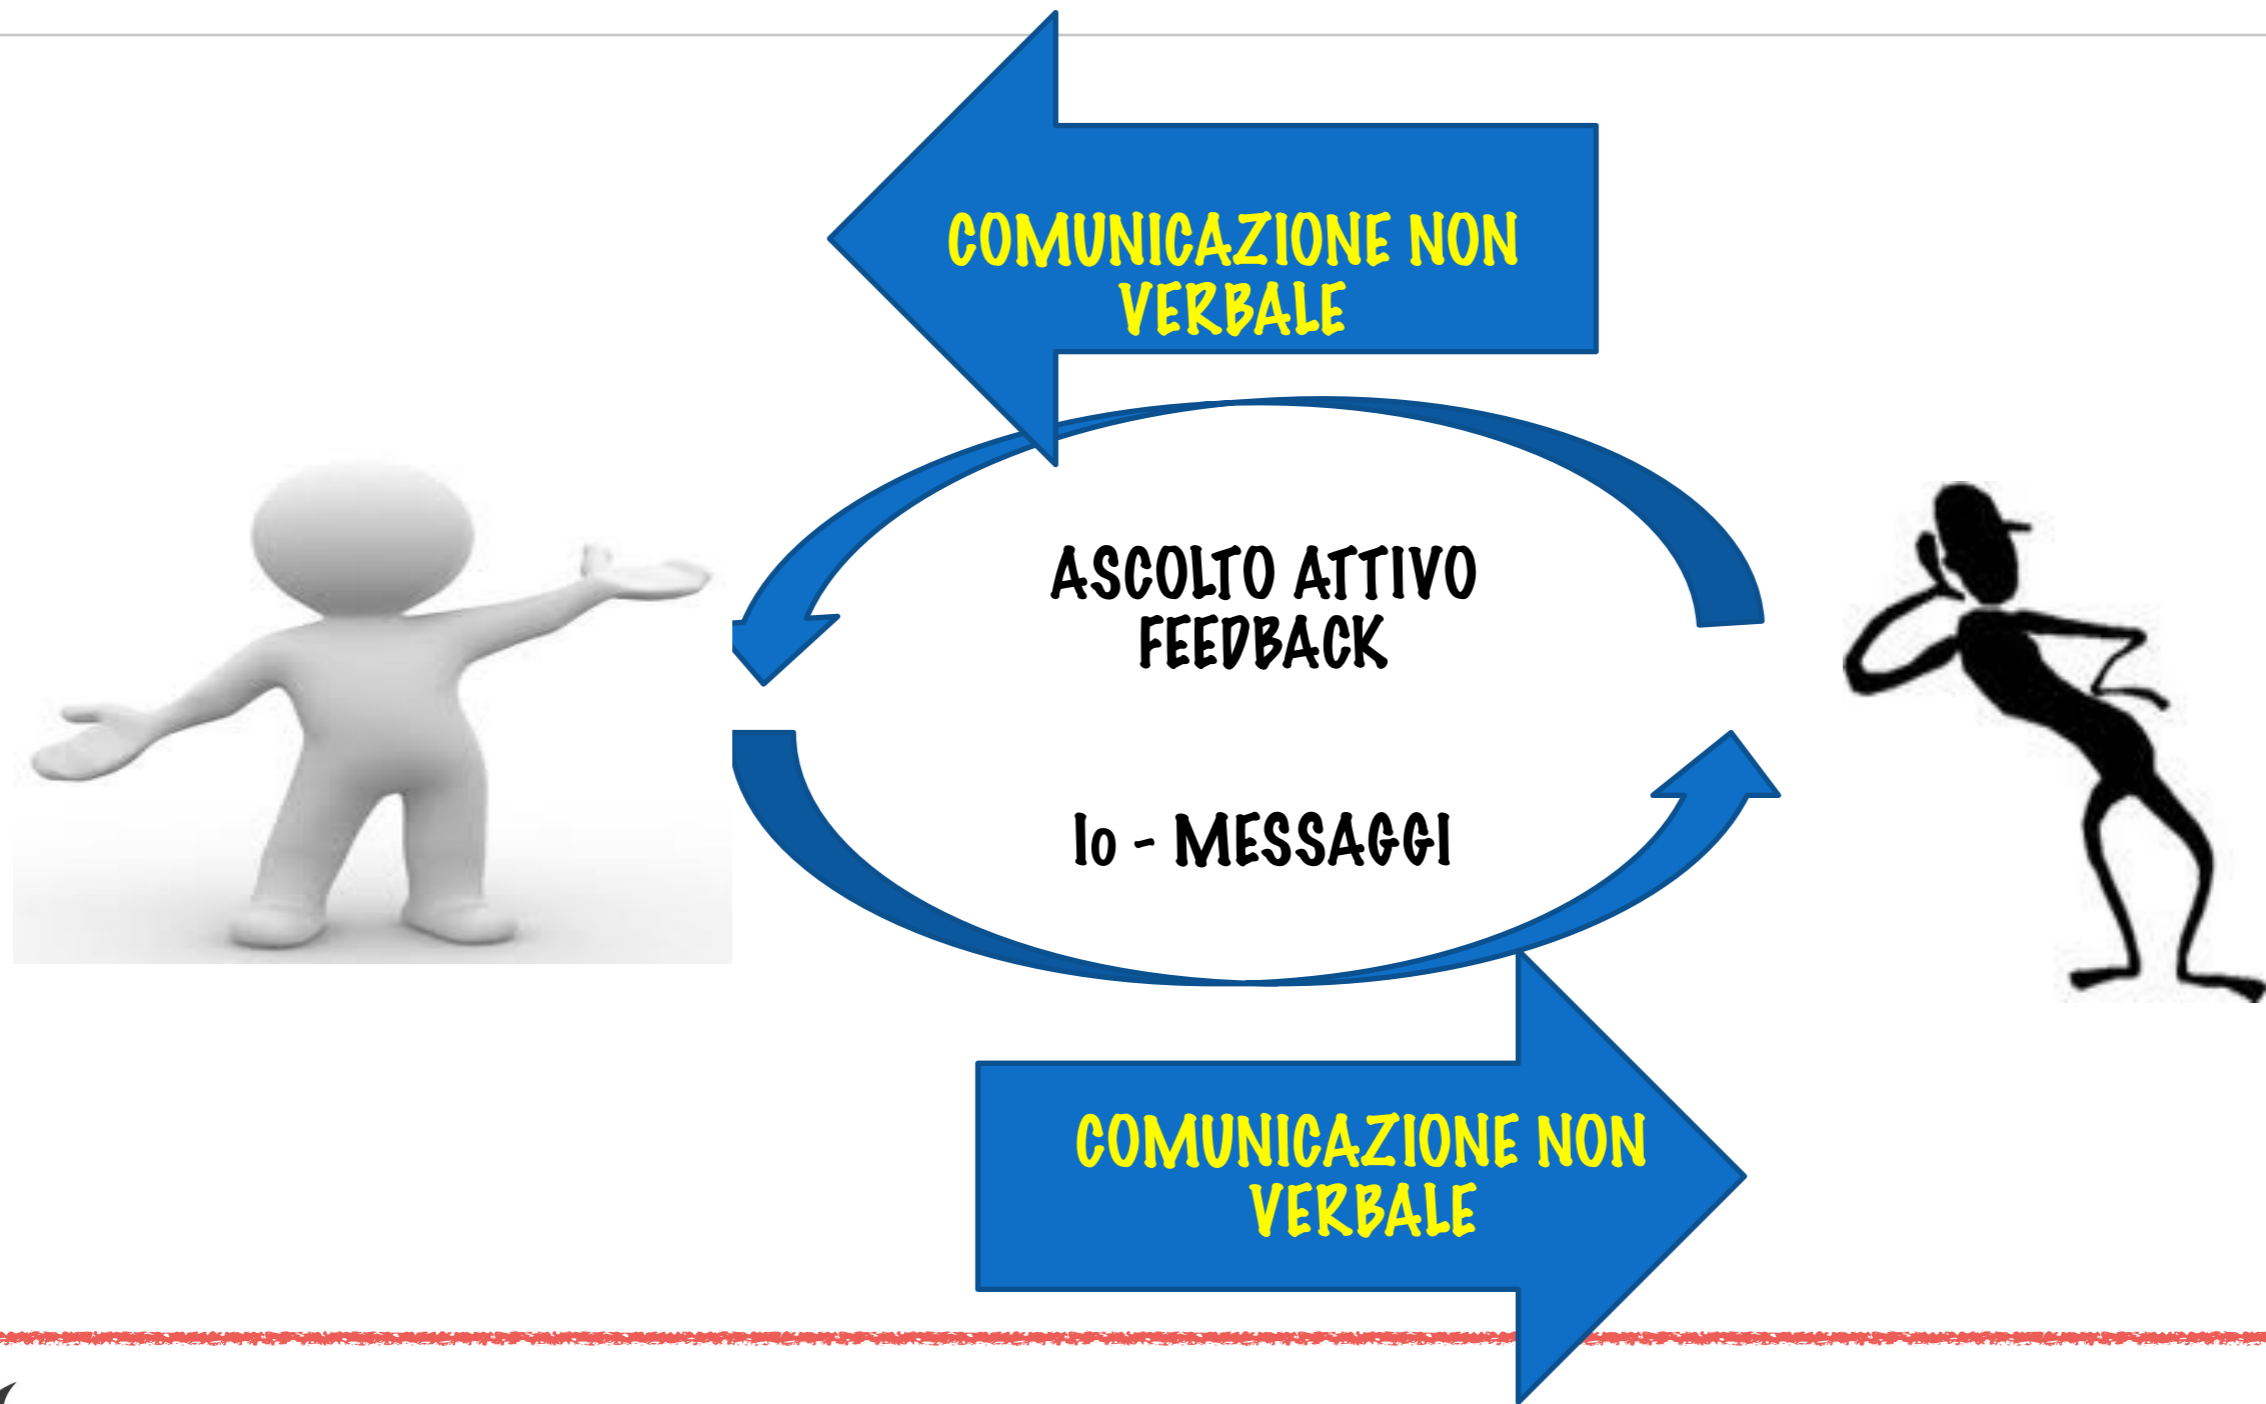 COMUNICAZIONE NON
VERBALE
ASCOLTO ATTIVO
FEEDBACK
Io - MESSAGGI
COMUNICAZIONE NON
VERBALE